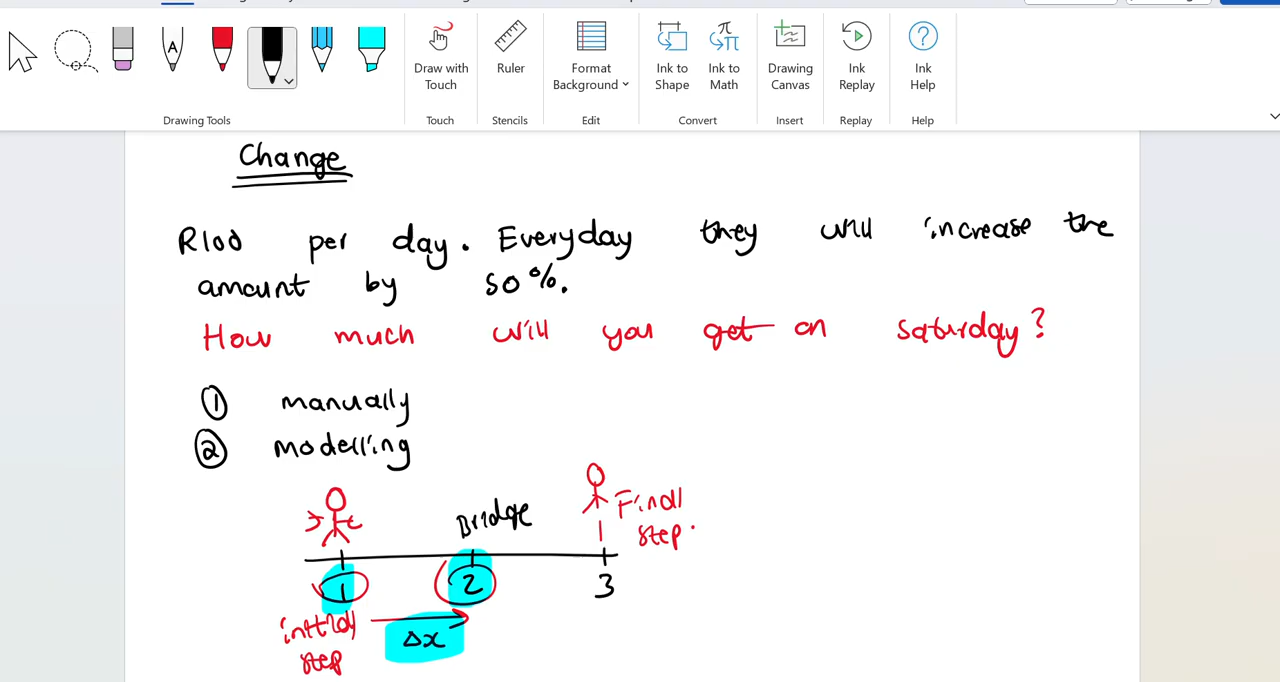 Draw with Touch
Ruler
Format Background
Ink to Shape
Ink to Math
Drawing Canvas
Ink Replay
Ink Help
Drawing Tools
Touch
Stencils
Edit
Convert
Insert
Replay
Help
Change
R100 per day. Everyday they will increase the
amount by 50%.
How much will you get on saturday?
① manually
② modelling
Bridge
Final
step.
1 2 3
Δx
step